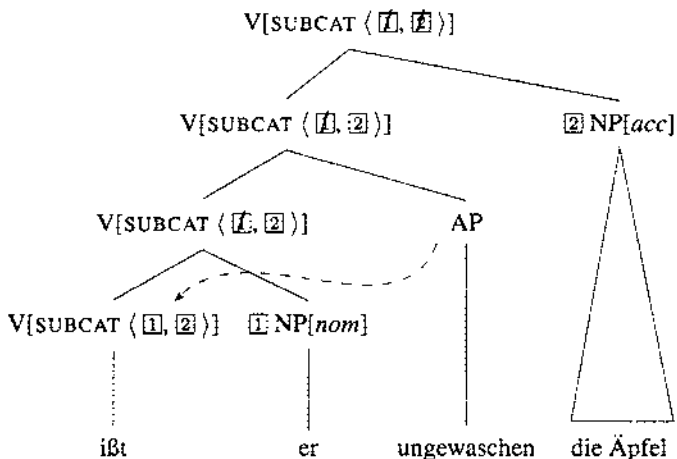 V[SUBCAT ⟨ 1̸, 2̸ ⟩]
V[SUBCAT ⟨ 1̸, 2 ⟩] 2 NP[acc]
V[SUBCAT ⟨ 1̸, 2 ⟩] AP
V[SUBCAT ⟨ 1, 2 ⟩] 1 NP[nom]
ißt er ungewaschen die Äpfel